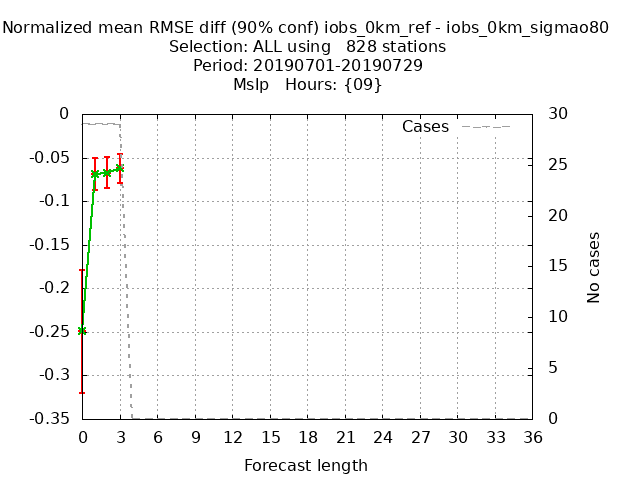 Normalized mean RMSE diff (90% conf) iobs_0km_ref - iobs_0km_sigmao80
Selection: ALL using   828 stations
Period: 20190701-20190729
Mslp   Hours: {09}
Cases
0
-0.05
-0.1
-0.15
-0.2
-0.25
-0.3
-0.35
30
25
20
15
10
5
0
No cases
0 3 6 9 12 15 18 21 24 27 30 33 36
Forecast length